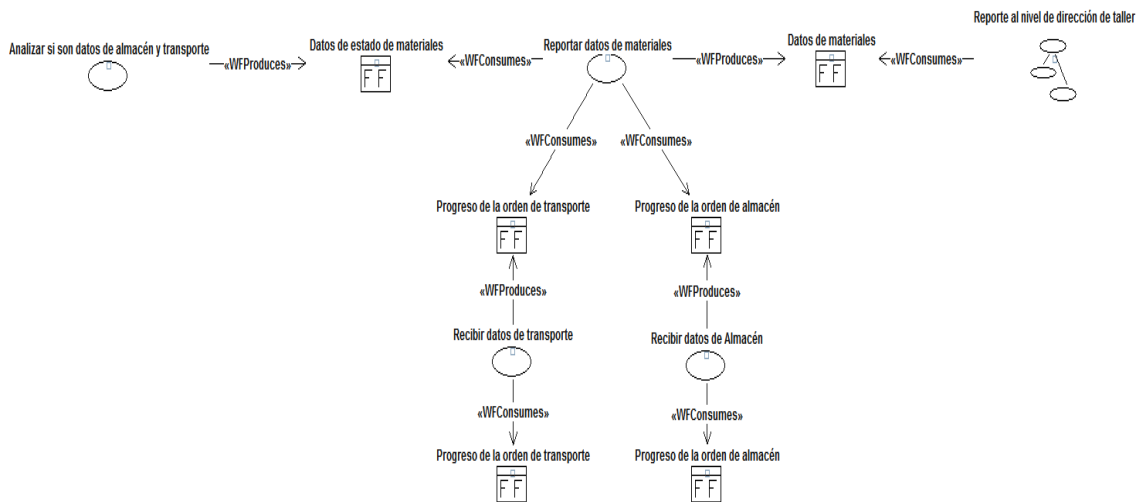 Reporte al nivel de dirección de taller
Analizar si son datos de almacén y transporte
Datos de estado de materiales
Reportar datos de materiales
Datos de materiales
«WFProduces»
«WFConsumes»
«WFProduces»
«WFConsumes»
F F
F F
«WFConsumes»
«WFConsumes»
Progreso de la orden de transporte
Progreso de la orden de almacén
F F
F F
«WFProduces»
«WFProduces»
Recibir datos de transporte
Recibir datos de Almacén
«WFConsumes»
«WFConsumes»
Progreso de la orden de transporte
Progreso de la orden de almacén
F F
F F